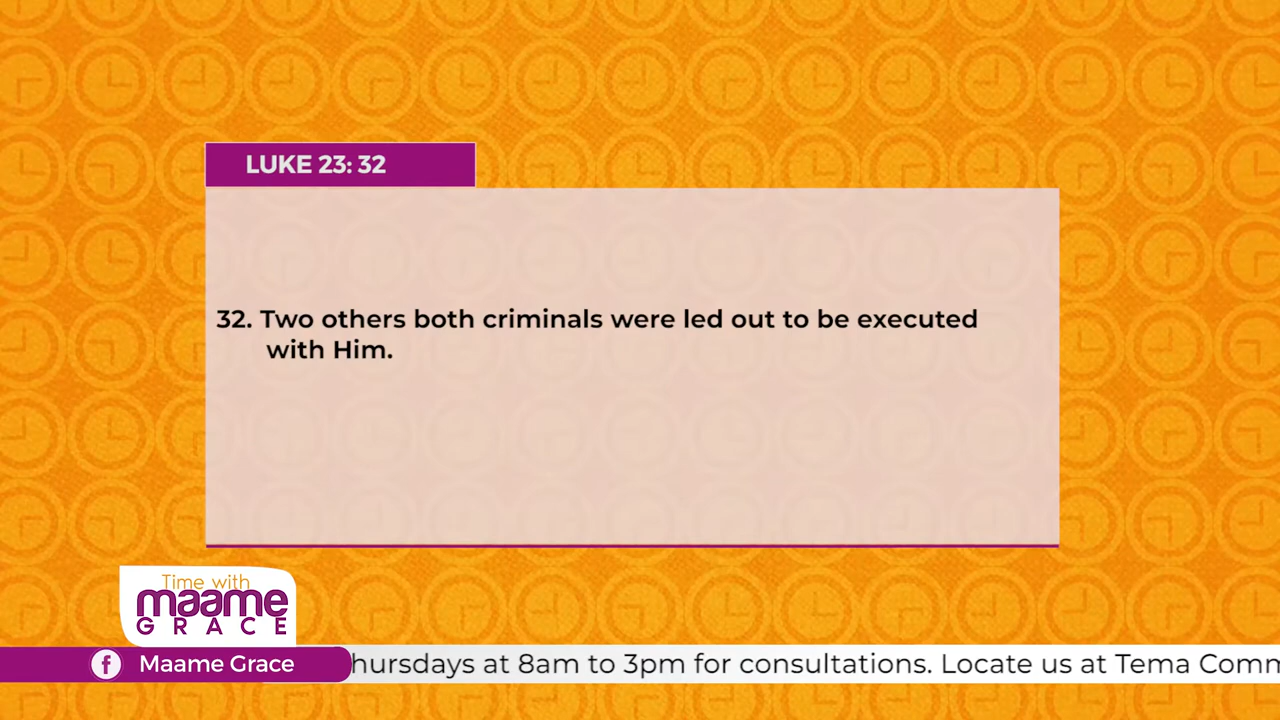 LUKE 23: 32
32. Two others both criminals were led out to be executed
with Him.
Time with
maame
GRACE
Maame Grace
hursdays at 8am to 3pm for consultations. Locate us at Tema Comm